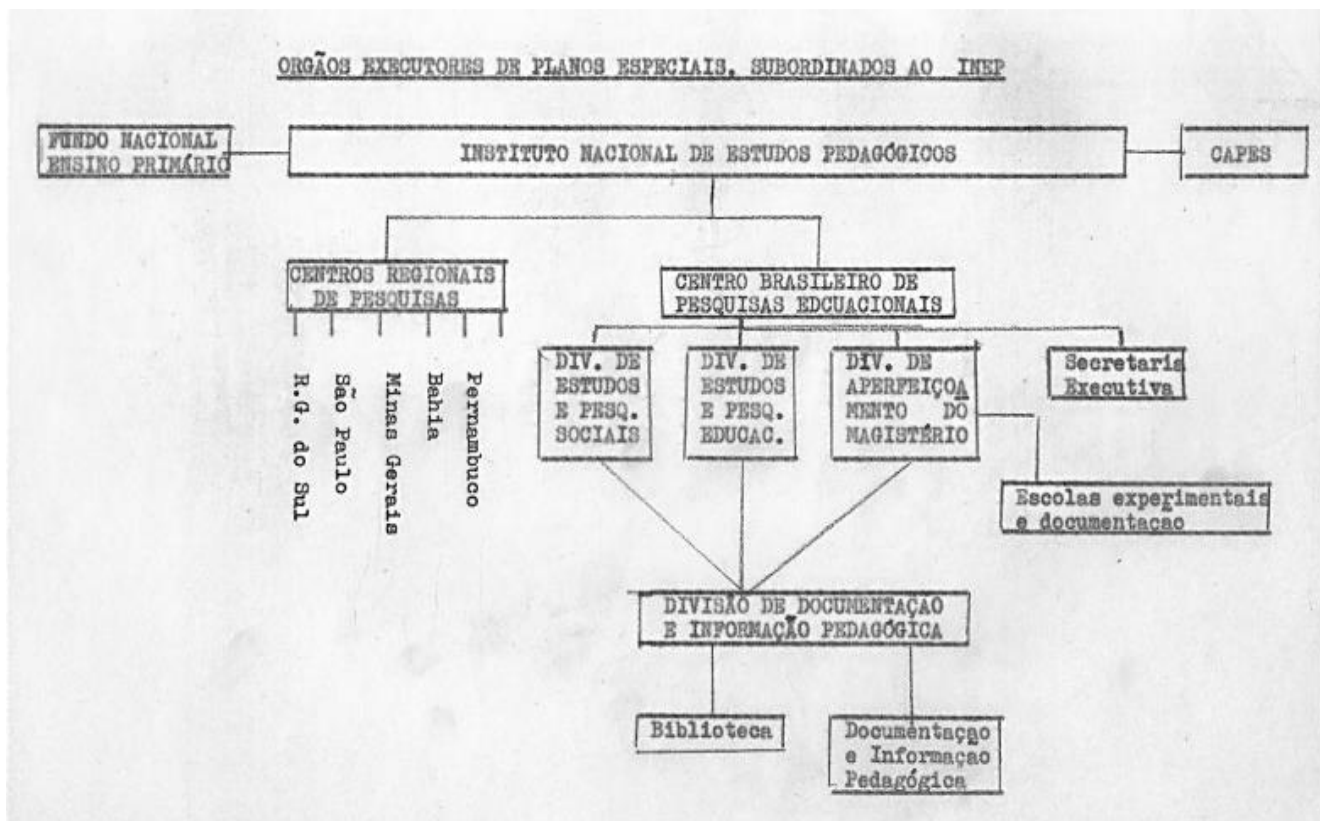 ORGÃOS EXECUTORES DE PLANOS ESPECIAIS, SUBORDINADOS AO INEP
FUNDO NACIONAL
ENSINO PRIMÁRIO
INSTITUTO NACIONAL DE ESTUDOS PEDAGÓGICOS
CAPES
CENTROS REGIONAIS
DE PESQUISAS
R.G. do Sul
São Paulo
Minas Gerais
Bahia
Pernambuco
CENTRO BRASILEIRO DE
PESQUISAS EDCUACIONAIS
DIV. DE
ESTUDOS
E PESQ.
SOCIAIS
DIV. DE
ESTUDOS
E PESQ.
EDUCAC.
DIV. DE
APERFEIÇOA
MENTO DO
MAGISTÉRIO
Secretaria
Executiva
Escolas experimentais
e documentaçao
DIVISÃO DE DOCUMENTAÇAO
E INFORMAÇÃO PEDAGÓGICA
Biblioteca
Documentação
e Informaçao
Pedagógica